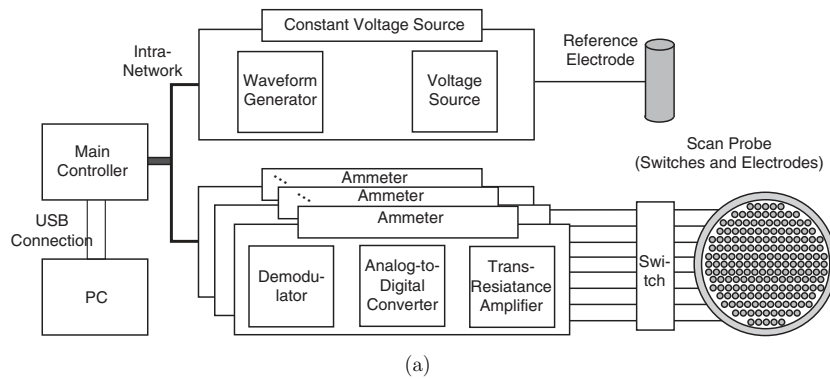 Constant Voltage Source
Intra-
Network
Waveform
Generator
Voltage
Source
Reference
Electrode
Main
Controller
Scan Probe
(Switches and Electrodes)
USB
Connection
PC
Ammeter
Ammeter
Ammeter
Demodu-
lator
Analog-to-
Digital
Converter
Trans-
Resiatance
Amplifier
Swi-
tch
(a)